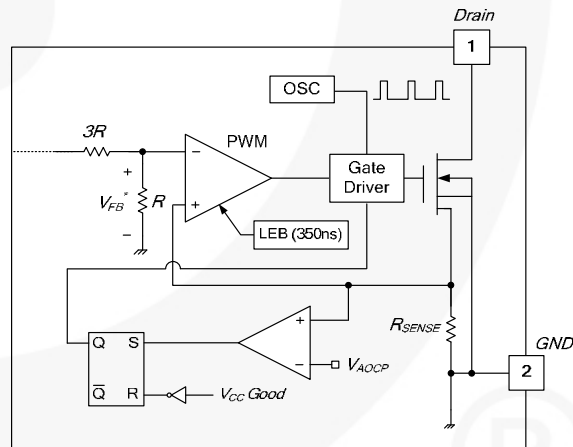 Drain
1
OSC
3R
PWM
−
+
+
V_FB*
R
−
Gate
Driver
LEB (350ns)
+
R_SENSE
GND
Q
S
−
V_AOCP
2
Q̅
R
V_CC Good
®